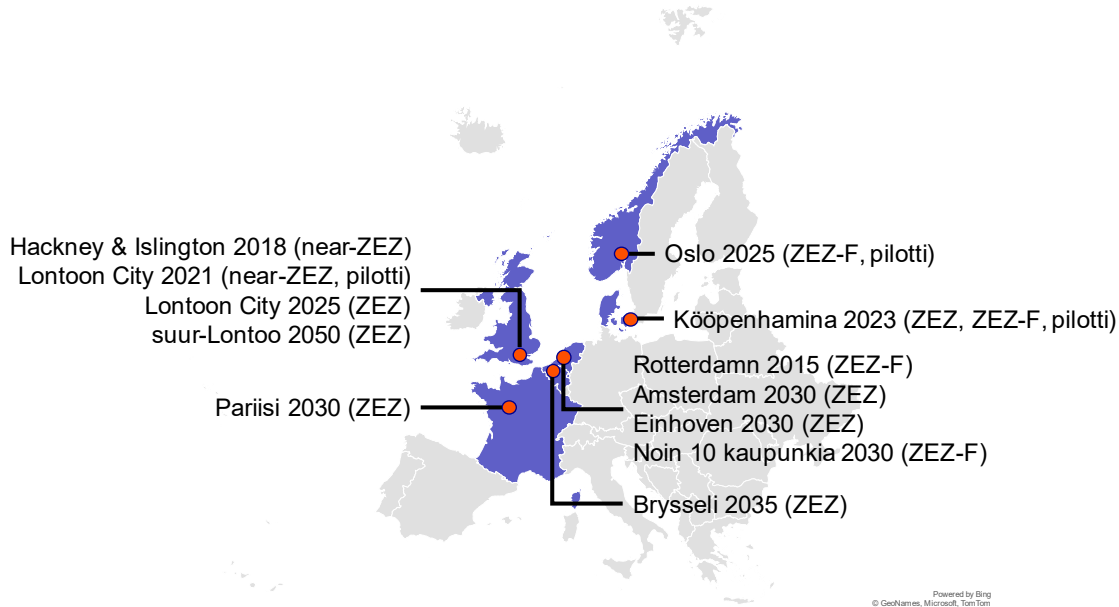 Hackney & Islington 2018 (near-ZEZ)
Lontoon City 2021 (near-ZEZ, pilotti)
Lontoon City 2025 (ZEZ)
suur-Lontoo 2050 (ZEZ)
Pariisi 2030 (ZEZ)
Oslo 2025 (ZEZ-F, pilotti)
Kööpenhamina 2023 (ZEZ, ZEZ-F, pilotti)
Rotterdamn 2015 (ZEZ-F)
Amsterdam 2030 (ZEZ)
Einhoven 2030 (ZEZ)
Noin 10 kaupunkia 2030 (ZEZ-F)
Brysseli 2035 (ZEZ)
Powered by Bing
© GeoNames, Microsoft, TomTom